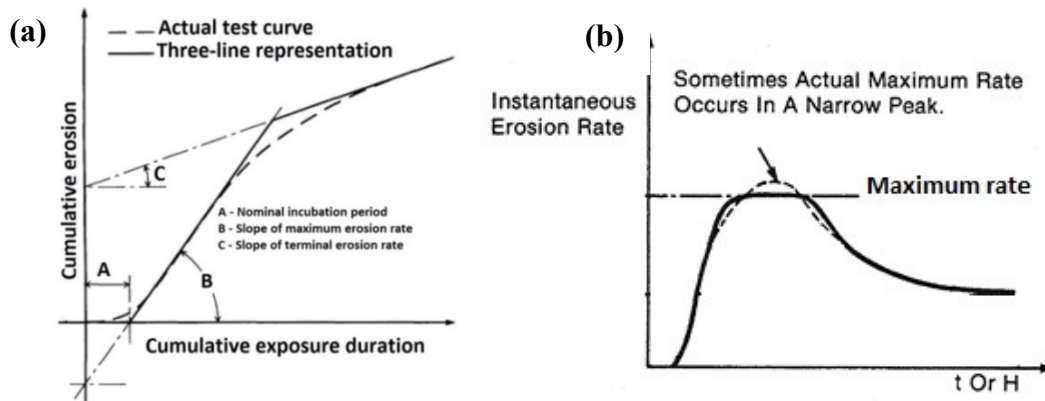 (a)
Actual test curve
Three-line representation
Cumulative erosion
C
A - Nominal incubation period
B - Slope of maximum erosion rate
C - Slope of terminal erosion rate
A
B
Cumulative exposure duration
(b)
Sometimes Actual Maximum Rate
Occurs In A Narrow Peak.
Instantaneous
Erosion Rate
Maximum rate
t Or H